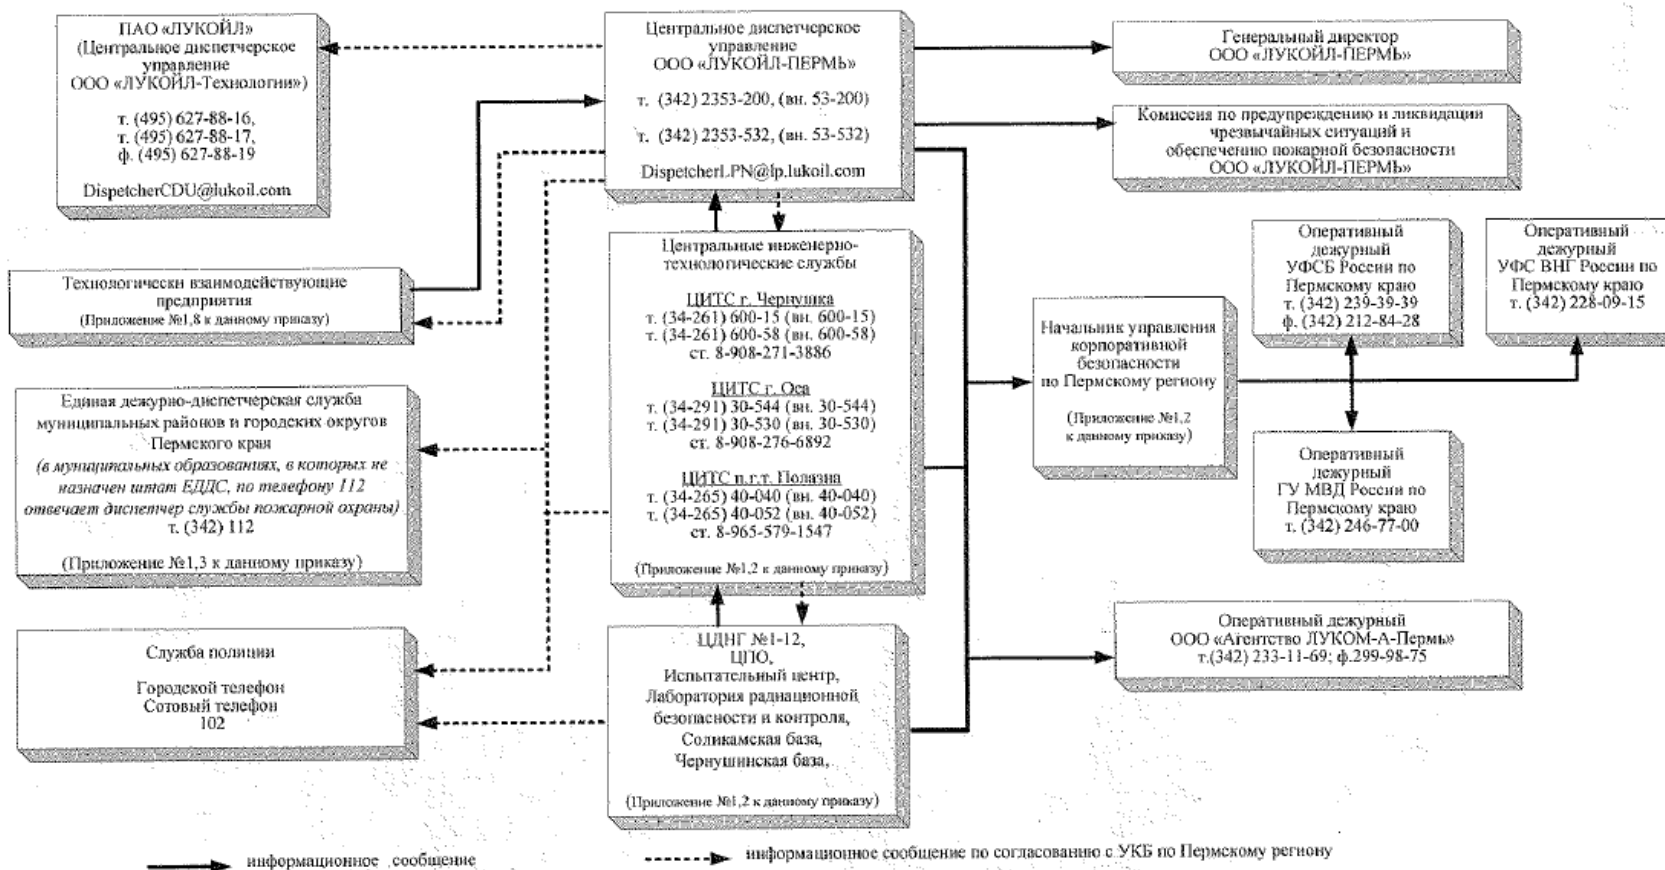 ПАО «ЛУКОЙЛ»
(Центральное диспетчерское
управление
ООО «ЛУКОЙЛ-Технологии»)
т. (495) 627-88-16,
т. (495) 627-88-17,
ф. (495) 627-88-19
DispetcherCDU@lukoil.com
Центральное диспетчерское
управление
ООО «ЛУКОЙЛ-ПЕРМЬ»
т. (342) 2353-200, (вн. 53-200)
т. (342) 2353-532, (вн. 53-532)
DispetcherLPN@lp.lukoil.com
Генеральный директор
ООО «ЛУКОЙЛ-ПЕРМЬ»
Комиссия по предупреждению и ликвидации
чрезвычайных ситуаций и
обеспечению пожарной безопасности
ООО «ЛУКОЙЛ-ПЕРМЬ»
Технологически взаимодействующие
предприятия
(Приложение №1,8 к данному приказу)
Центральные инженерно-
технологические службы
ЦИТС г. Чернушка
т. (34-261) 600-15 (вн. 600-15)
т. (34-261) 600-58 (вн. 600-58)
ст. 8-908-271-3886
ЦИТС г. Оса
т. (34-291) 30-544 (вн. 30-544)
т. (34-291) 30-530 (вн. 30-530)
ст. 8-908-276-6892
ЦИТС п.г.т. Полазна
т. (34-265) 40-040 (вн. 40-040)
т. (34-265) 40-052 (вн. 40-052)
ст. 8-965-579-1547
(Приложение №1,2 к данному приказу)
Начальник управления
корпоративной
безопасности
по Пермскому региону
(Приложение №1,2
к данному приказу)
Оперативный
дежурный
УФСБ России по
Пермскому краю
т. (342) 239-39-39
ф. (342) 212-84-28
Оперативный
дежурный
УФС ВНГ России по
Пермскому краю
т. (342) 228-09-15
Оперативный
дежурный
ГУ МВД России по
Пермскому краю
т. (342) 246-77-00
Единая дежурно-диспетчерская служба
муниципальных районов и городских округов
Пермского края
(в муниципальных образованиях, в которых не
назначен штат ЕДДС, по телефону 112
отвечает диспетчер службы пожарной охраны)
т. (342) 112
(Приложение №1,3 к данному приказу)
Служба полиции
Городской телефон
Сотовый телефон
102
ЦДНГ №1-12,
ЦПО,
Испытательный центр,
Лаборатория радиационной
безопасности и контроля,
Соликамская база,
Чернушинская база,
(Приложение №1,2 к данному приказу)
Оперативный дежурный
ООО «Агентство ЛУКОМ-А-Пермь»
т.(342) 233-11-69; ф.299-98-75
информационное сообщение
информационное сообщение по согласованию с УКБ по Пермскому региону